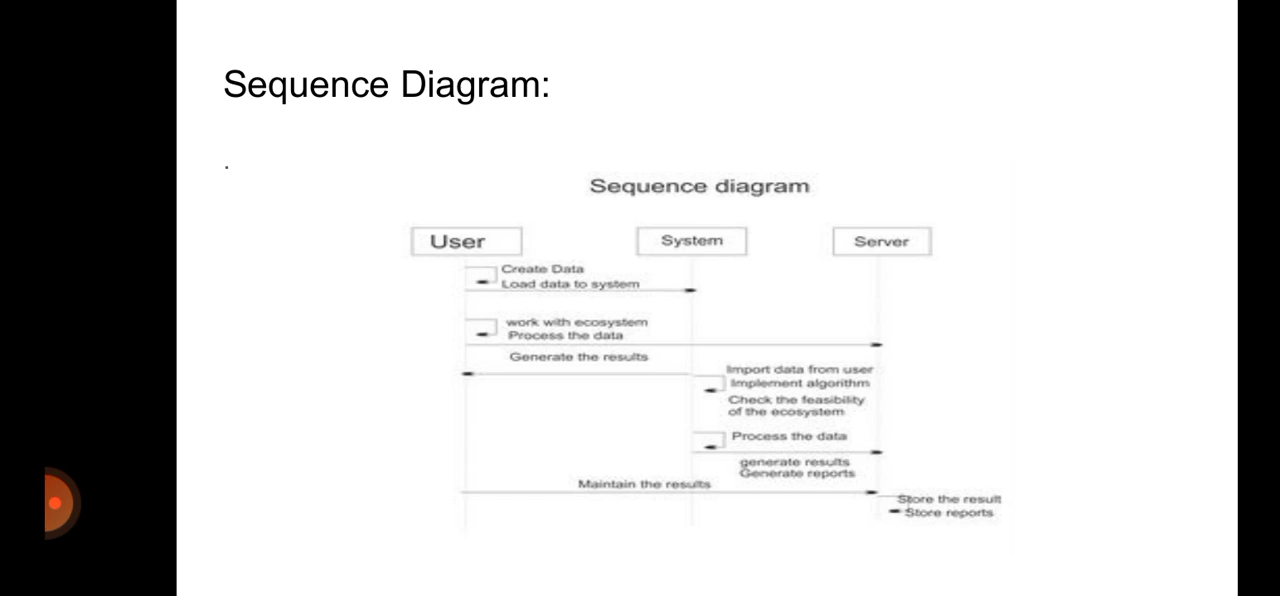 Sequence Diagram:
.
Sequence diagram
User
System
Server
Create Data
Load data to system
work with ecosystem
Process the data
Generate the results
Import data from user
Implement algorithm
Check the feasibility
of the ecosystem
Process the data
generate results
Generate reports
Maintain the results
Store the result
Store reports